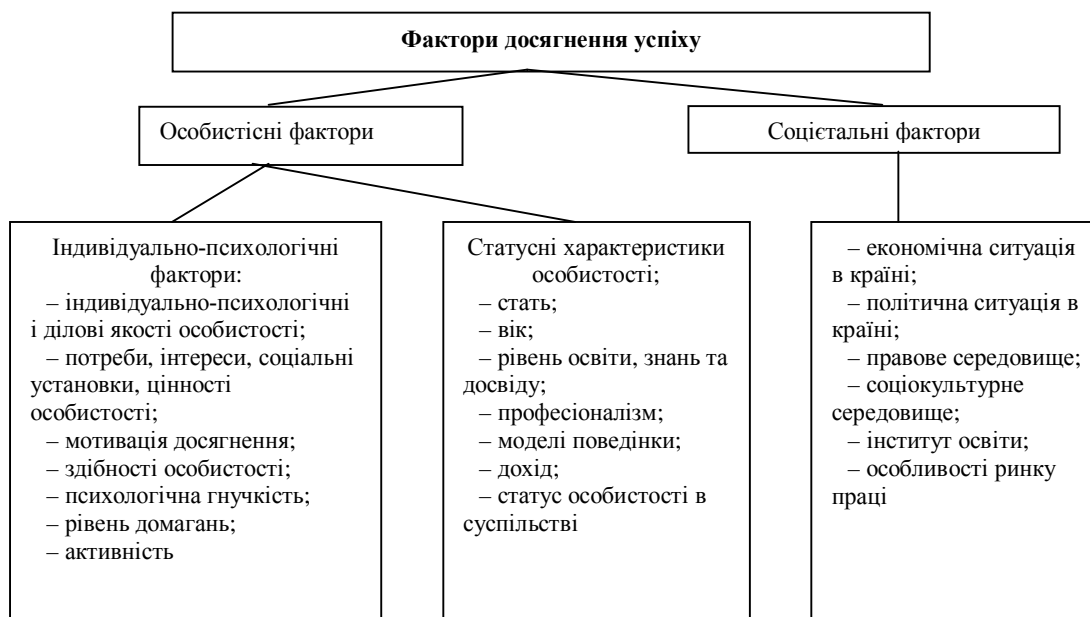 Фактори досягнення успіху
Особистісні фактори
Соцієтальні фактори
Індивідуально-психологічні
фактори:
– індивідуально-психологічні
і ділові якості особистості;
– потреби, інтереси, соціальні
установки, цінності
особистості;
– мотивація досягнення;
– здібності особистості;
– психологічна гнучкість;
– рівень домагань;
– активність
Статусні характеристики
особистості;
– стать;
– вік;
– рівень освіти, знань та
досвіду;
– професіоналізм;
– моделі поведінки;
– дохід;
– статус особистості в
суспільстві
– економічна ситуація
в країні;
– політична ситуація в
країні;
– правове середовище;
– соціокультурне
середовище;
– інститут освіти;
– особливості ринку
праці